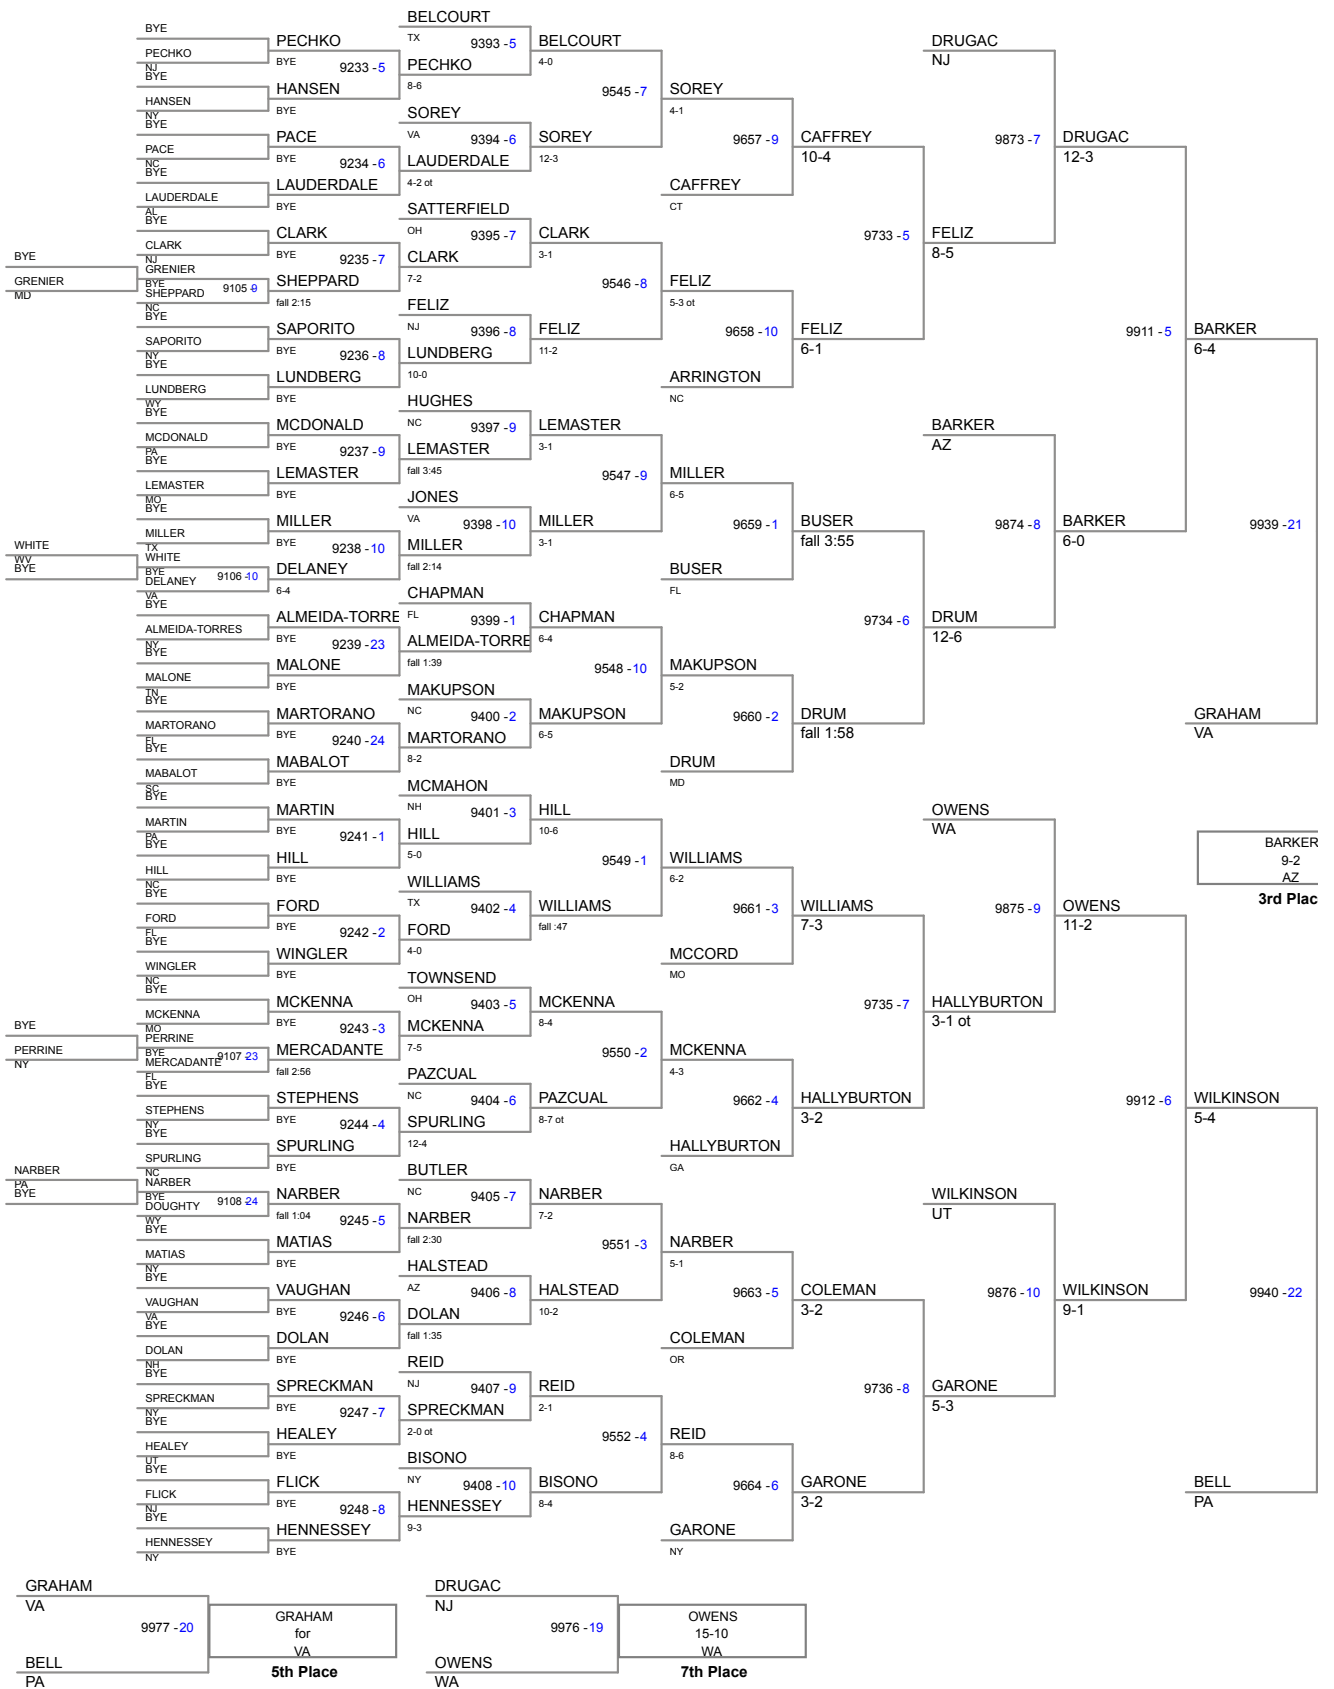 BYE
PECHKO
NJ
BYE
HANSEN
NY
BYE
PACE
NC
BYE
LAUDERDALE
AL
BYE
CLARK
NJ
BYE
GRENIER
MD
GRENIER
BYE
SHEPPARD
9105 -9
NC
BYE
SAPORITO
NY
BYE
LUNDBERG
WY
BYE
MCDONALD
PA
BYE
LEMASTER
MO
BYE
MILLER
TX
WHITE
WV
BYE
WHITE
BYE
DELANEY
9106 -10
VA
BYE
ALMEIDA-TORRES
NY
BYE
MALONE
TN
BYE
MARTORANO
FL
BYE
MABALOT
SC
BYE
MARTIN
PA
BYE
HILL
NC
BYE
FORD
FL
BYE
WINGLER
NC
BYE
MCKENNA
MO
BYE
PERRINE
NY
PERRINE
BYE
MERCADANTE
9107 -23
FL
BYE
STEPHENS
NY
BYE
SPURLING
NC
NARBER
PA
BYE
NARBER
BYE
DOUGHTY
9108 -24
WY
BYE
MATIAS
NY
BYE
VAUGHAN
VA
BYE
DOLAN
NH
BYE
SPRECKMAN
NY
BYE
HEALEY
UT
BYE
FLICK
NJ
BYE
HENNESSEY
NY
PECHKO
BYE
9233 -5
HANSEN
BYE
PACE
BYE
9234 -6
LAUDERDALE
BYE
CLARK
BYE
9235 -7
SHEPPARD
fall 2:15
SAPORITO
BYE
9236 -8
LUNDBERG
BYE
MCDONALD
BYE
9237 -9
LEMASTER
BYE
MILLER
BYE
9238 -10
DELANEY
6-4
ALMEIDA-TORRE
BYE
9239 -23
MALONE
BYE
MARTORANO
BYE
9240 -24
MABALOT
BYE
MARTIN
BYE
9241 -1
HILL
BYE
FORD
BYE
9242 -2
WINGLER
BYE
MCKENNA
BYE
9243 -3
MERCADANTE
fall 2:56
STEPHENS
BYE
9244 -4
SPURLING
BYE
NARBER
fall 1:04
9245 -5
MATIAS
BYE
VAUGHAN
BYE
9246 -6
DOLAN
BYE
SPRECKMAN
BYE
9247 -7
HEALEY
BYE
FLICK
BYE
9248 -8
HENNESSEY
BYE
BELCOURT
TX
9393 -5
PECHKO
8-6
SOREY
VA
9394 -6
LAUDERDALE
4-2 ot
SATTERFIELD
OH
9395 -7
CLARK
7-2
FELIZ
NJ
9396 -8
LUNDBERG
10-0
HUGHES
NC
9397 -9
LEMASTER
fall 3:45
JONES
VA
9398 -10
MILLER
fall 2:14
CHAPMAN
FL
9399 -1
ALMEIDA-TORRE
fall 1:39
MAKUPSON
NC
9400 -2
MARTORANO
8-2
MCMAHON
NH
9401 -3
HILL
5-0
WILLIAMS
TX
9402 -4
FORD
4-0
TOWNSEND
OH
9403 -5
MCKENNA
7-5
PAZCUAL
NC
9404 -6
SPURLING
12-4
BUTLER
NC
9405 -7
NARBER
fall 2:30
HALSTEAD
AZ
9406 -8
DOLAN
fall 1:35
REID
NJ
9407 -9
SPRECKMAN
2-0 ot
BISONO
NY
9408 -10
HENNESSEY
9-3
BELCOURT
4-0
9545 -7
SOREY
12-3
CLARK
3-1
9546 -8
FELIZ
11-2
LEMASTER
3-1
9547 -9
MILLER
3-1
CHAPMAN
6-4
9548 -10
MAKUPSON
6-5
HILL
10-6
9549 -1
WILLIAMS
fall :47
MCKENNA
8-4
9550 -2
PAZCUAL
8-7 ot
NARBER
7-2
9551 -3
HALSTEAD
10-2
REID
2-1
9552 -4
BISONO
8-4
SOREY
4-1
9657 -9
CAFFREY
CT
FELIZ
5-3 ot
9658 -10
ARRINGTON
NC
MILLER
6-5
9659 -1
BUSER
FL
MAKUPSON
5-2
9660 -2
DRUM
MD
WILLIAMS
6-2
9661 -3
MCCORD
MO
MCKENNA
4-3
9662 -4
HALLYBURTON
GA
NARBER
5-1
9663 -5
COLEMAN
OR
REID
8-6
9664 -6
GARONE
NY
CAFFREY
10-4
9733 -5
FELIZ
6-1
BUSER
fall 3:55
9734 -6
DRUM
fall 1:58
WILLIAMS
7-3
9735 -7
HALLYBURTON
3-2
COLEMAN
3-2
9736 -8
GARONE
3-2
DRUGAC
NJ
9873 -7
FELIZ
8-5
BARKER
AZ
9874 -8
DRUM
12-6
OWENS
WA
9875 -9
HALLYBURTON
3-1 ot
WILKINSON
UT
9876 -10
GARONE
5-3
DRUGAC
12-3
9911 -5
BARKER
6-0
OWENS
11-2
9912 -6
WILKINSON
9-1
BARKER
6-4
9939 -21
GRAHAM
VA
BARKER
9-2
AZ
3rd Plac
WILKINSON
5-4
9940 -22
BELL
PA
GRAHAM
VA
9977 -20
BELL
PA
GRAHAM
for
VA
5th Place
DRUGAC
NJ
9976 -19
OWENS
WA
OWENS
15-10
WA
7th Place